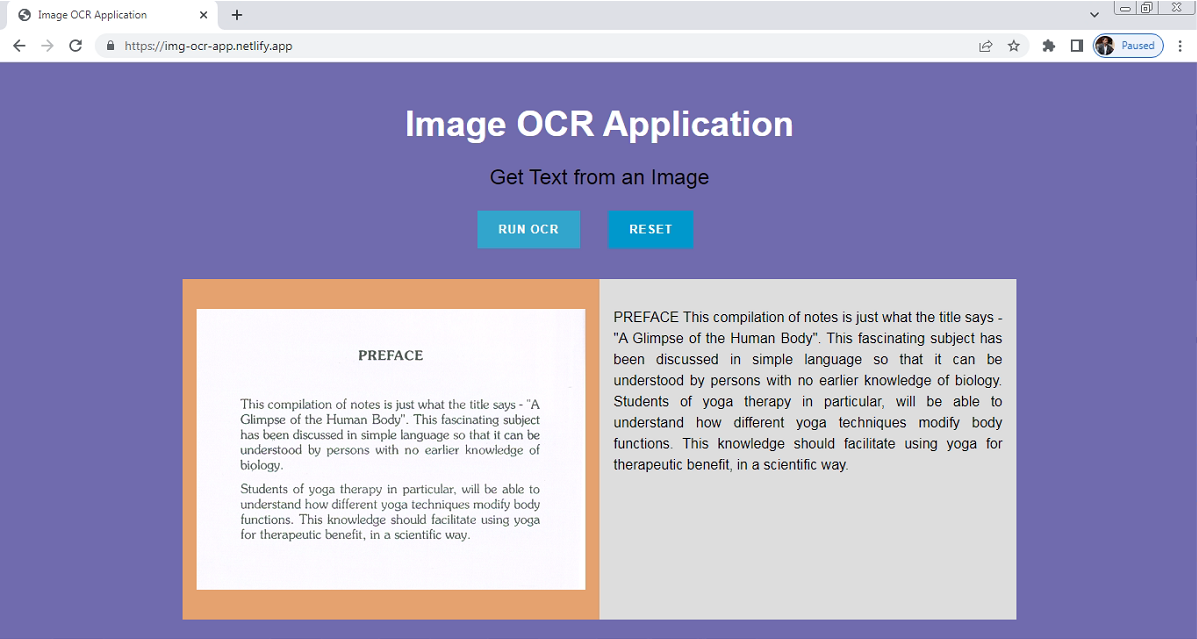 Image OCR Application
https://img-ocr-app.netlify.app
Paused
Image OCR Application
Get Text from an Image
RUN OCR
RESET
PREFACE
This compilation of notes is just what the title says - "A
Glimpse of the Human Body". This fascinating subject
has been discussed in simple language so that it can be
understood by persons with no earlier knowledge of
biology.
Students of yoga therapy in particular, will be able to
understand how different yoga techniques modify body
functions. This knowledge should facilitate using yoga
for therapeutic benefit, in a scientific way.
PREFACE This compilation of notes is just what the title says -
"A Glimpse of the Human Body". This fascinating subject has
been discussed in simple language so that it can be
understood by persons with no earlier knowledge of biology.
Students of yoga therapy in particular, will be able to
understand how different yoga techniques modify body
functions. This knowledge should facilitate using yoga for
therapeutic benefit, in a scientific way.